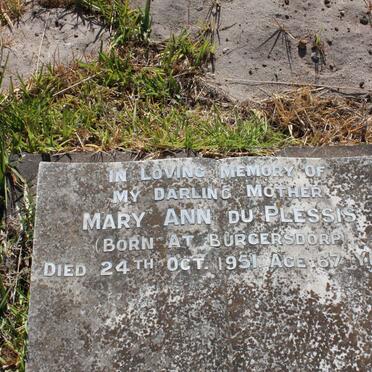 IN LOVING MEMORY OF
MY DARLING MOTHER
MARY ANN DU PLESSIS
(BORN AT BURGERSDORP)
DIED 24TH OCT. 1951 AGE